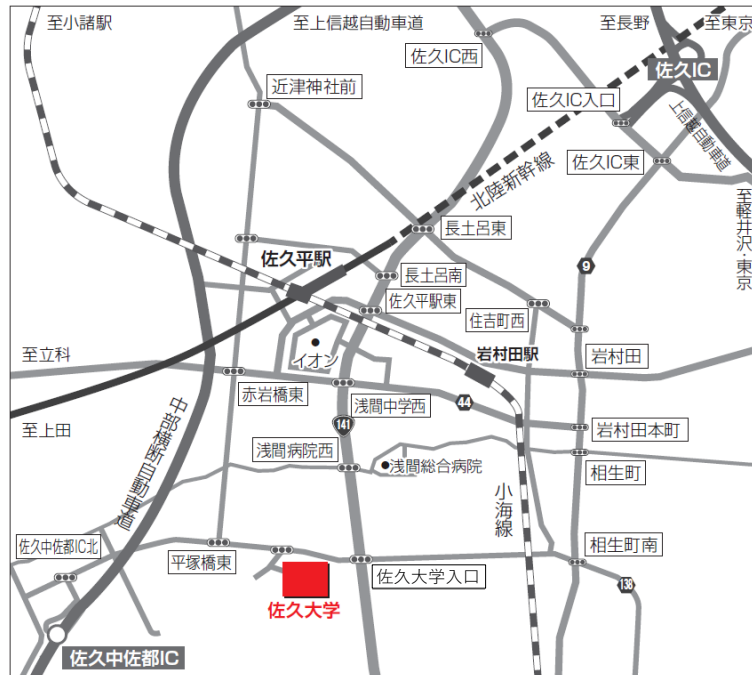 至小諸駅
至上信越自動車道
至長野
至東京
佐久IC西
佐久IC
近津神社前
佐久IC入口
上信越自動車道
佐久IC東
北陸新幹線
至軽井沢・東京
長土呂東
佐久平駅
長土呂南
9
佐久平駅東
住吉町西
イオン
岩村田駅
岩村田
至立科
赤岩橋東
浅間中学西
44
141
岩村田本町
至上田
中部横断自動車道
浅間病院西
浅間総合病院
相生町
小海線
佐久中佐都IC北
平塚橋東
佐久大学入口
相生町南
138
佐久大学
佐久中佐都IC